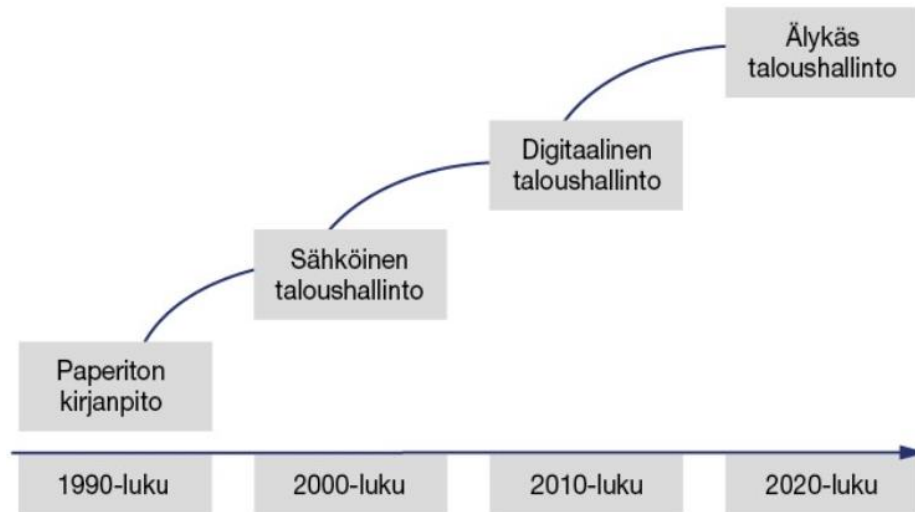 Älykäs
taloushallinto
Digitaalinen
taloushallinto
Sähköinen
taloushallinto
Paperiton
kirjanpito
1990-luku
2000-luku
2010-luku
2020-luku